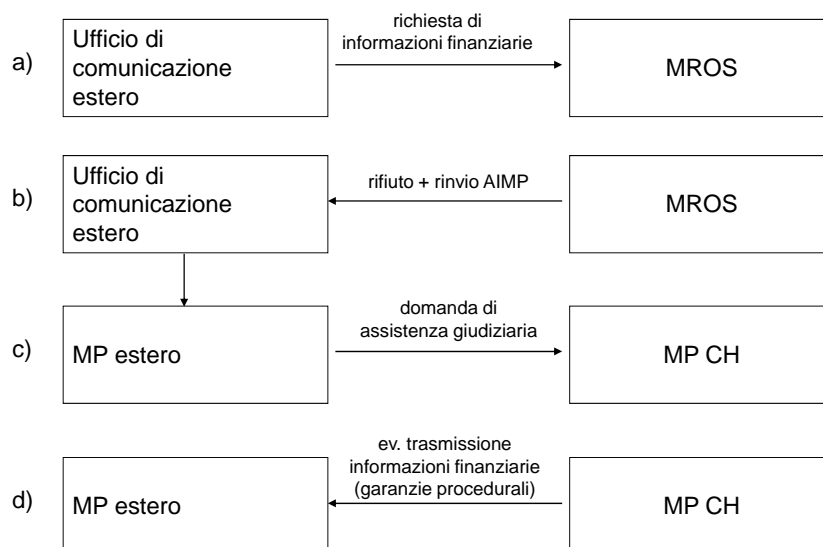 a)
Ufficio di
comunicazione
estero
richiesta di
informazioni finanziarie
MROS
b)
Ufficio di
comunicazione
estero
rifiuto + rinvio AIMP
MROS
c)
MP estero
domanda di
assistenza giudiziaria
MP CH
d)
MP estero
ev. trasmissione
informazioni finanziarie
(garanzie procedurali)
MP CH